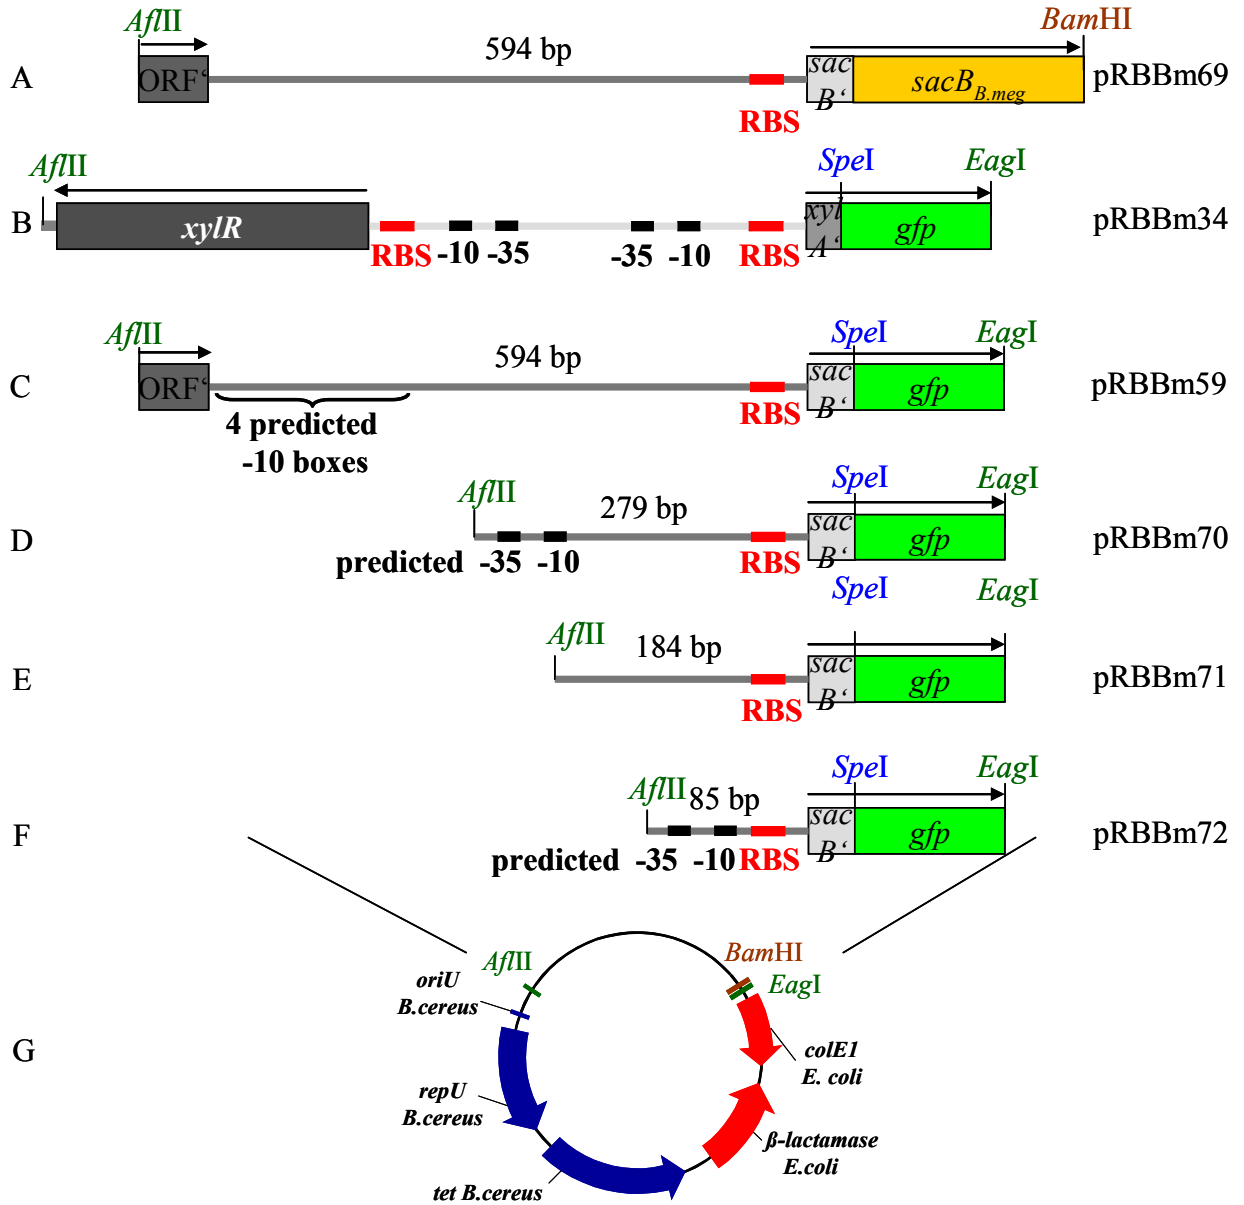 AflII
BamHI
594 bp
A
ORF‘
sac
B‘
sacB B.meg
pRBBm69
RBS
AflII
SpeI
EagI
B
xylR
xyl
A‘
gfp
pRBBm34
RBS -10 -35
-35 -10
RBS
AflII
SpeI
EagI
594 bp
C
ORF‘
sac
B‘
gfp
pRBBm59
4 predicted
-10 boxes
RBS
AflII
SpeI
EagI
279 bp
D
sac
B‘
gfp
pRBBm70
predicted -35 -10
RBS
SpeI
EagI
AflII
184 bp
E
sac
B‘
gfp
pRBBm71
RBS
SpeI
EagI
AflII 85 bp
F
sac
B‘
gfp
pRBBm72
predicted -35 -10 RBS
BamHI
AflII
EagI
oriU
B.cereus
G
colE1
E. coli
repU
B.cereus
ß-lactamase
E.coli
tet B.cereus